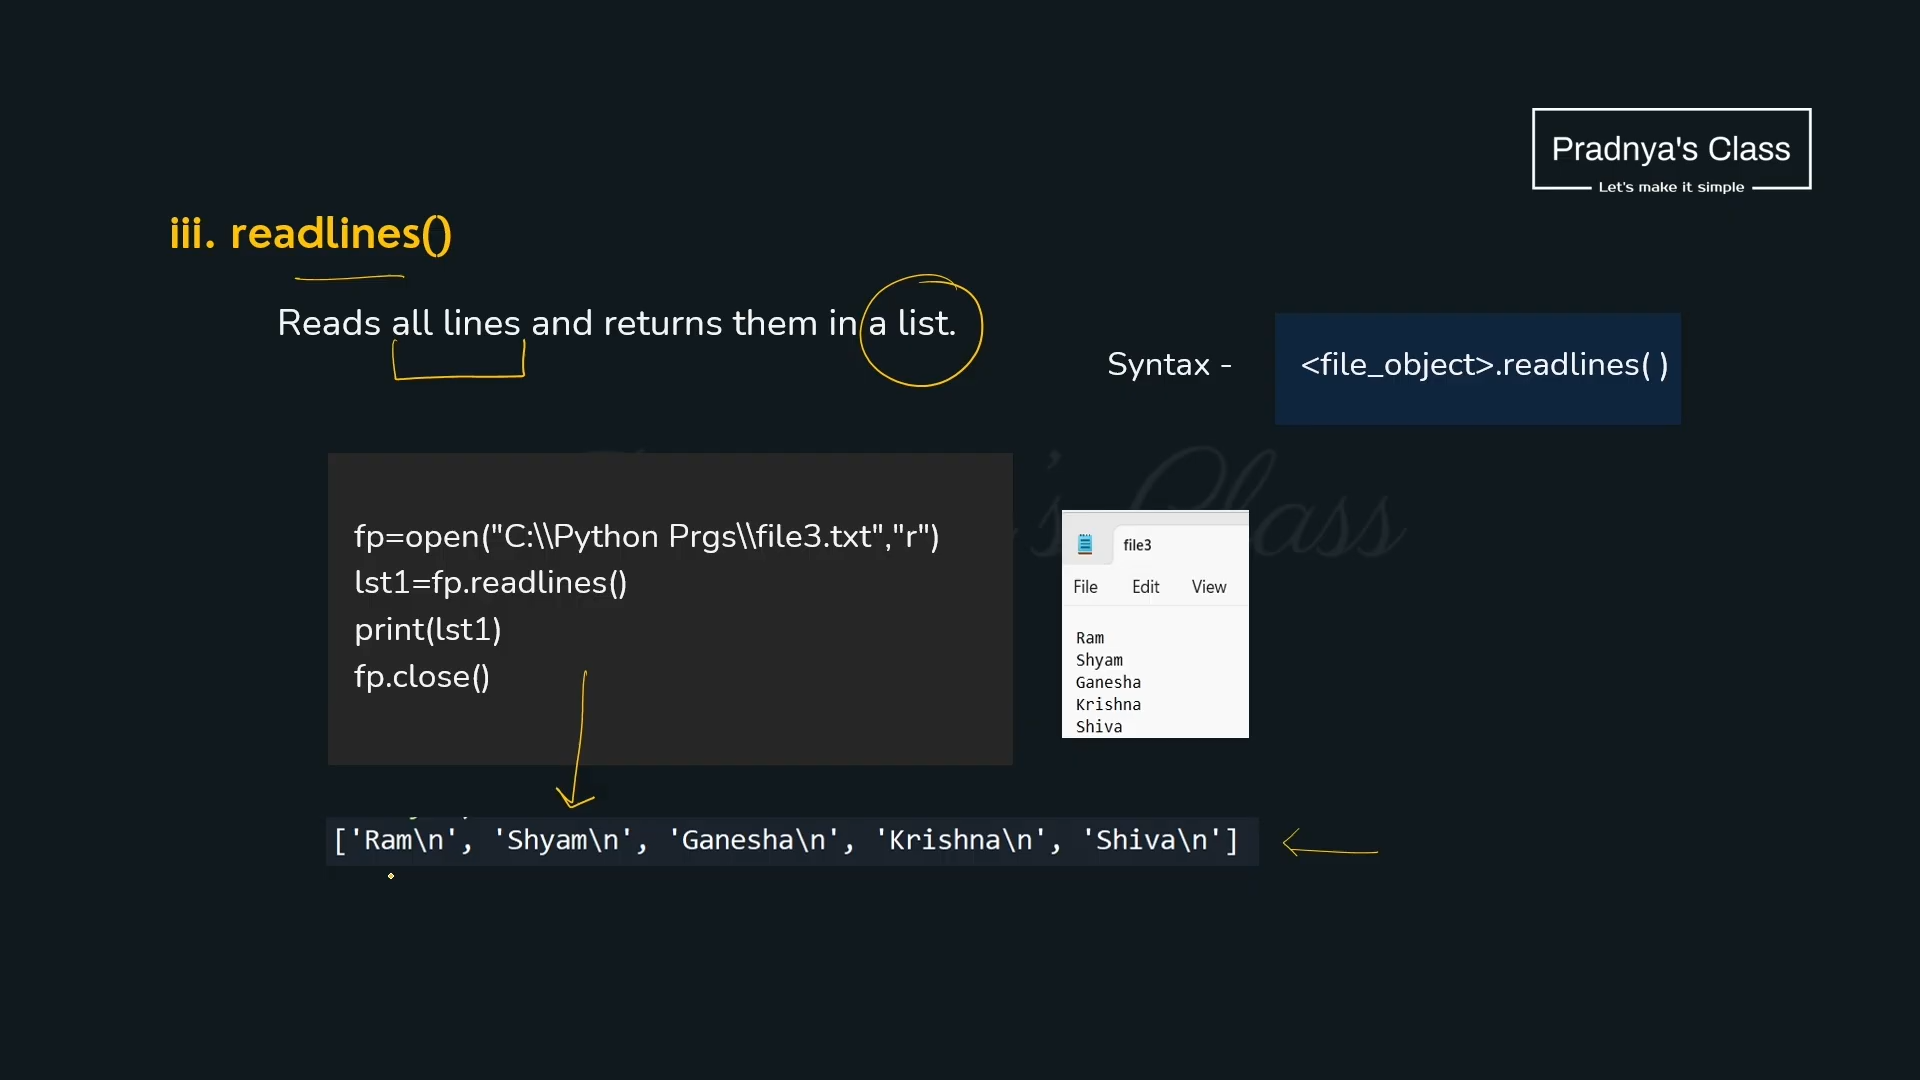 Pradnya's Class
Let's make it simple
iii. readlines()
Reads all lines and returns them in a list.
Syntax -
<file_object>.readlines( )
fp=open("C:\\Python Prgs\\file3.txt","r")
lst1=fp.readlines()
print(lst1)
fp.close()
's Class
file3
File Edit View
Ram
Shyam
Ganesha
Krishna
Shiva
['Ram\n', 'Shyam\n', 'Ganesha\n', 'Krishna\n', 'Shiva\n']